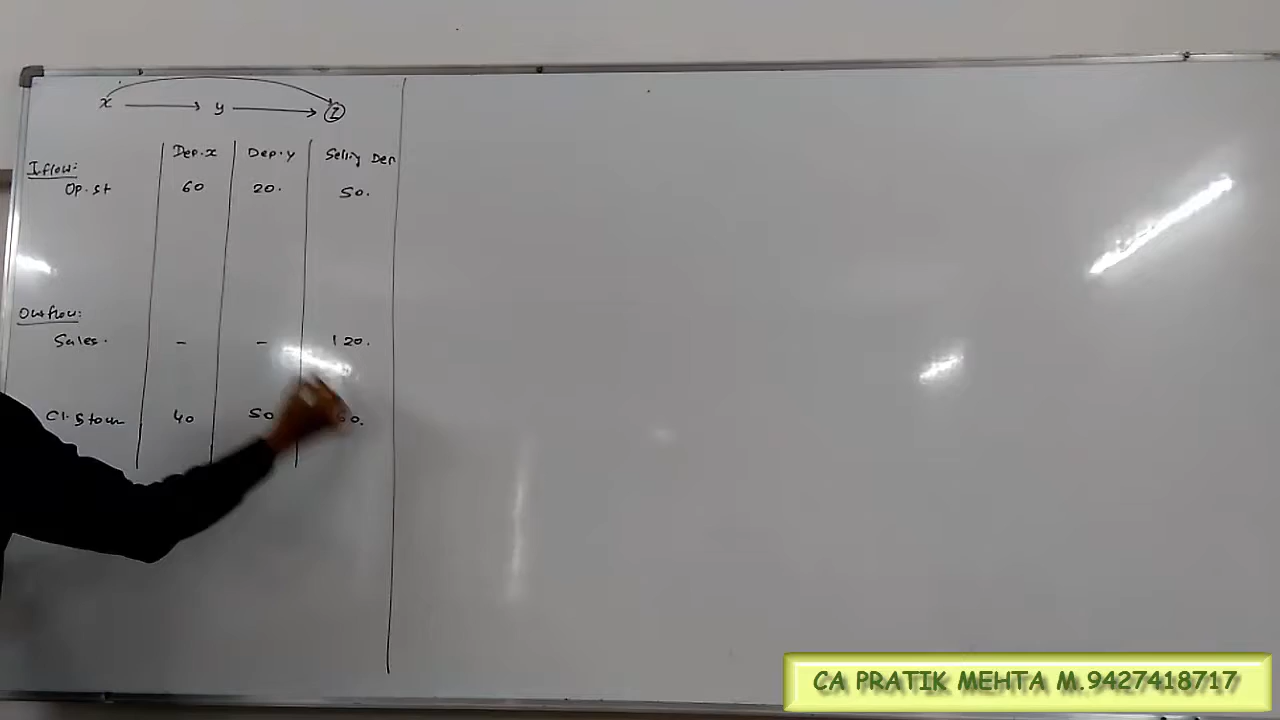 x → y → Z
Dep.x Dep.y Selling Dep
Inflow:
Op. st 60 20. 50.
Outflow:
Sales. - - 120.
Cl. Stock 40 50
CA PRATIK MEHTA M.9427418717